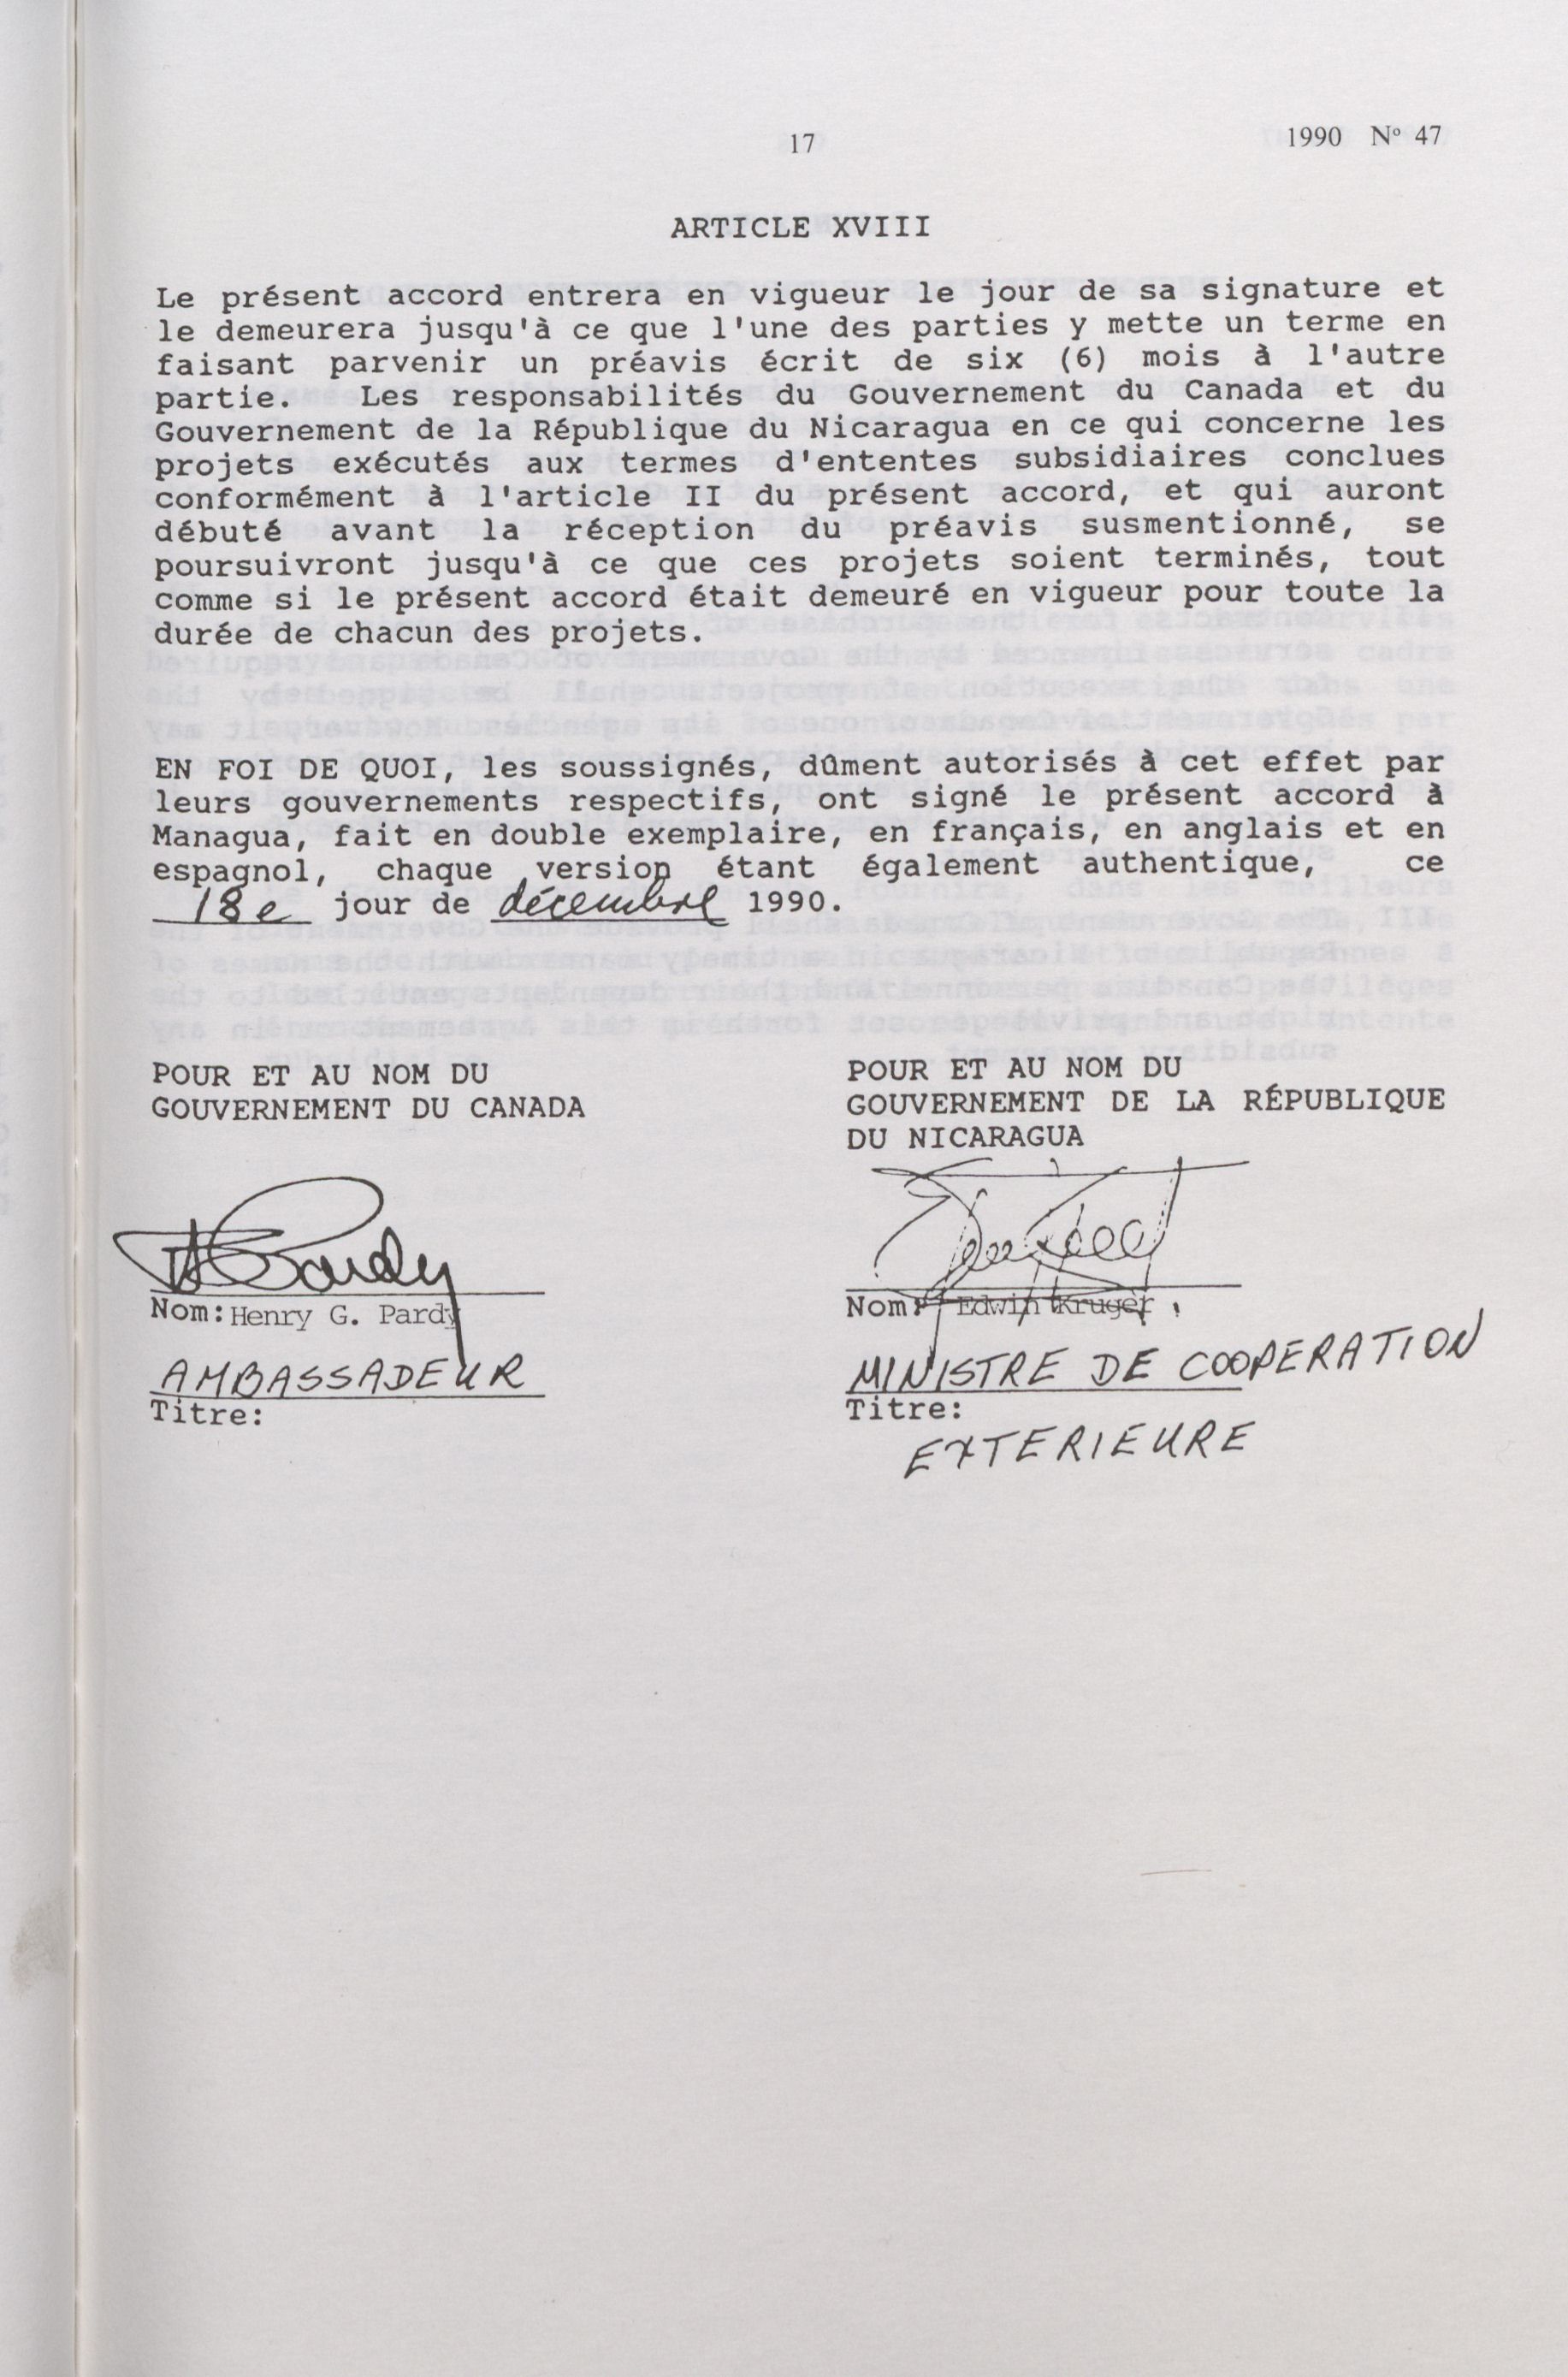 17
1990 Nº 47
ARTICLE XVIII
Le présent accord entrera en vigueur le jour de sa signature et
le demeurera jusqu'à ce que l'une des parties y mette un terme en
faisant parvenir un préavis écrit de six (6) mois à l'autre
partie. Les responsabilités du Gouvernement du Canada et du
Gouvernement de la République du Nicaragua en ce qui concerne les
projets exécutés aux termes d'ententes subsidiaires conclues
conformément à l'article II du présent accord, et qui auront
débuté avant la réception du préavis susmentionné, se
poursuivront jusqu'à ce que ces projets soient terminés, tout
comme si le présent accord était demeuré en vigueur pour toute la
durée de chacun des projets.
EN FOI DE QUOI, les soussignés, dûment autorisés à cet effet par
leurs gouvernements respectifs, ont signé le présent accord à
Managua, fait en double exemplaire, en français, en anglais et en
espagnol, chaque version étant également authentique, ce
18e jour de décembre 1990.
POUR ET AU NOM DU
GOUVERNEMENT DU CANADA
Pardy
Nom: Henry G. Pardy
AMBASSADEUR
Titre:
POUR ET AU NOM DU
GOUVERNEMENT DE LA RÉPUBLIQUE
DU NICARAGUA
Nom: Edwin Kruger
MINISTRE DE COOPERATION
Titre:
EXTERIEURE